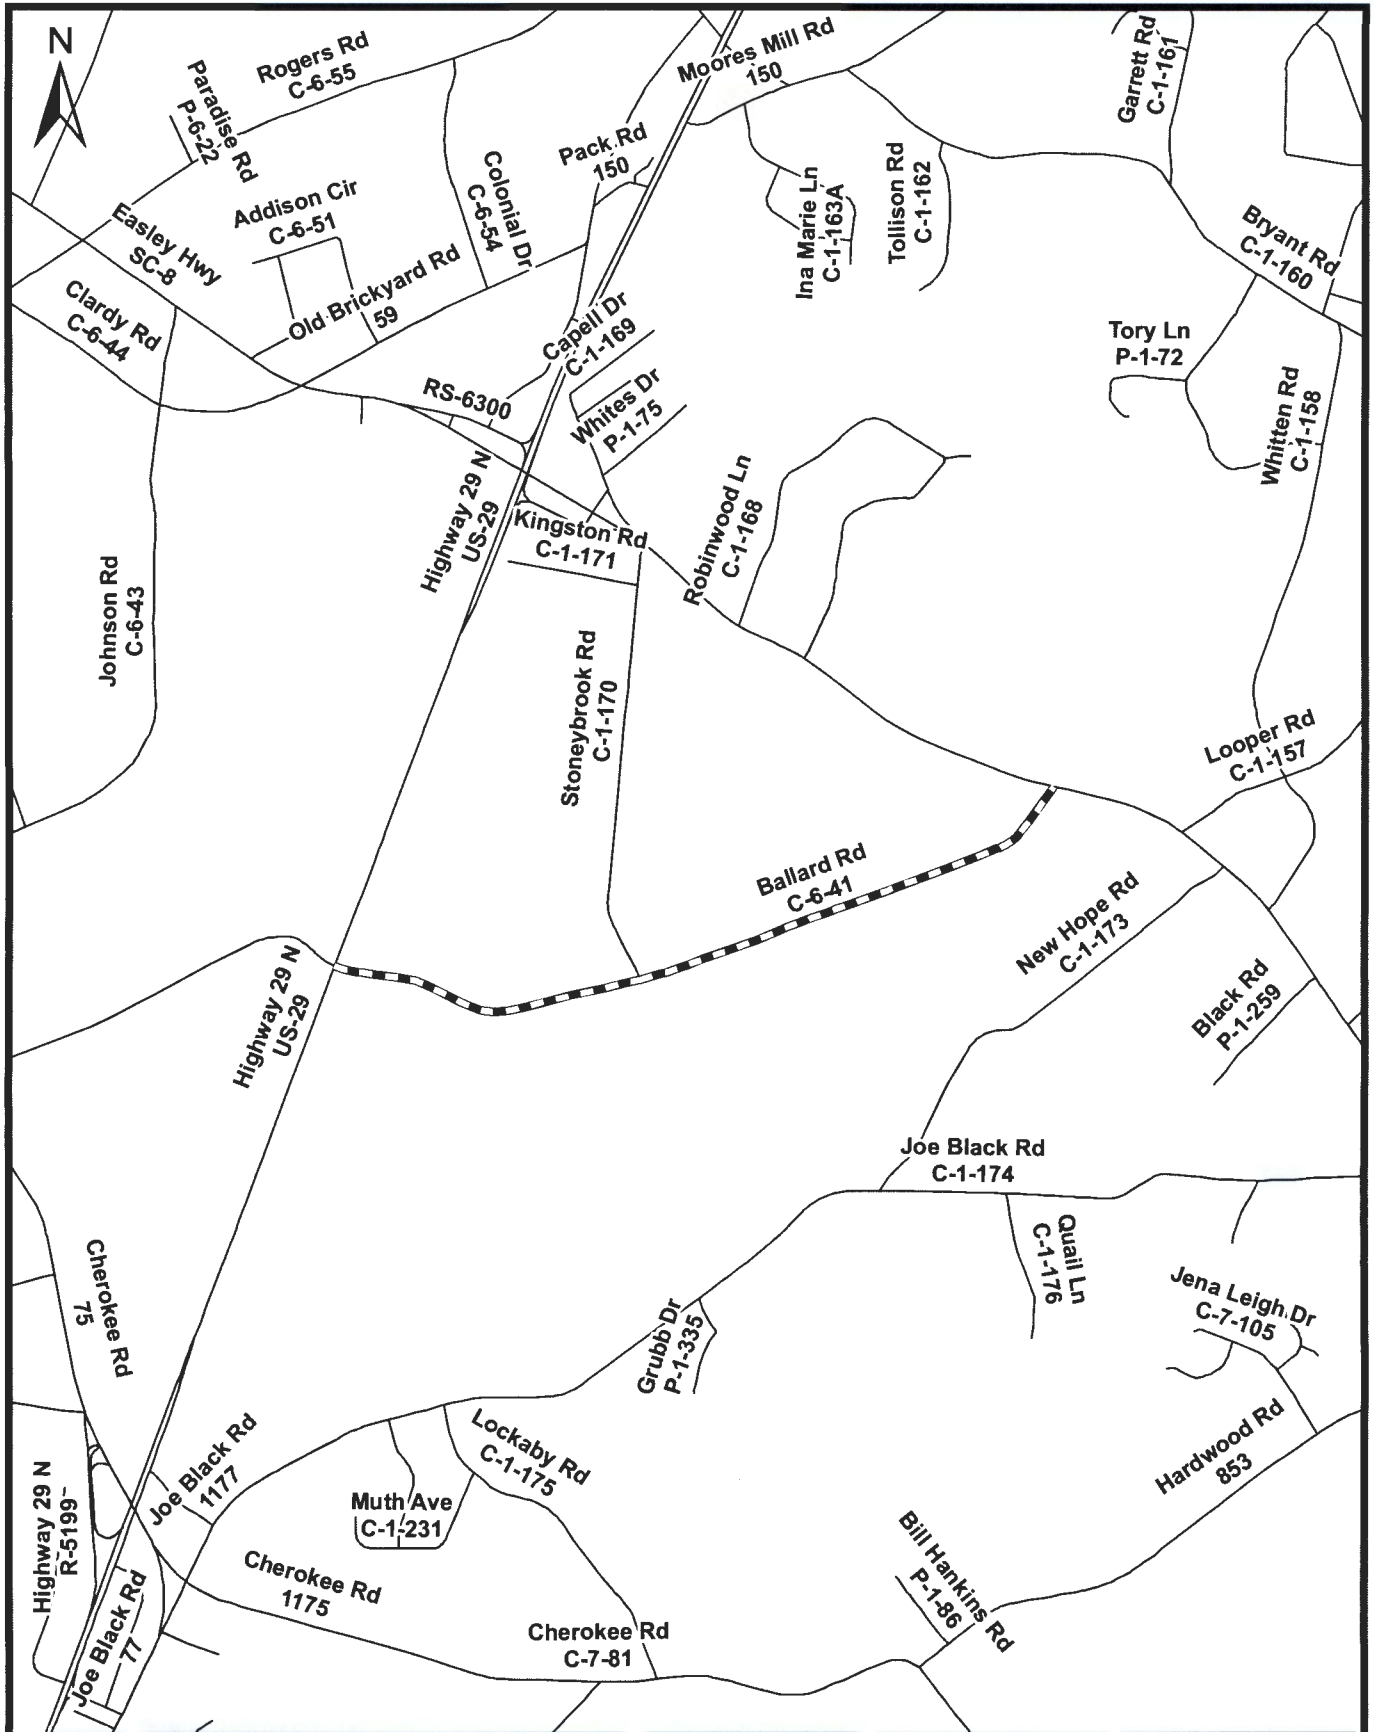 N
Rogers Rd
C-6-55
Paradise Rd
P-6-22
Moores Mill Rd
150
Garrett Rd
C-1-161
Pack Rd
150
Colonial Dr
C-6-54
Addison Cir
C-6-51
Ina Marie Ln
C-1-163A
Tollison Rd
C-1-162
Easley Hwy
SC-8
Bryant Rd
C-1-160
Old Brickyard Rd
59
Clardy Rd
C-6-44
Capell Dr
C-1-169
Tory Ln
P-1-72
RS-6300
Whites Dr
P-1-75
Whitten Rd
C-1-158
Highway 29 N
US-29
Robinwood Ln
C-1-168
Kingston Rd
C-1-171
Johnson Rd
C-6-43
Stoneybrook Rd
C-1-170
Looper Rd
C-1-157
Ballard Rd
C-6-41
New Hope Rd
C-1-173
Highway 29 N
US-29
Black Rd
P-1-259
Joe Black Rd
C-1-174
Quail Ln
C-1-176
Cherokee Rd
75
Jena Leigh Dr
C-7-105
Grubb Dr
P-1-335
Hardwood Rd
853
Joe Black Rd
1177
Lockaby Rd
C-1-175
Highway 29 N
R-5199
Muth Ave
C-1-231
Bill Hankins Rd
P-1-86
Cherokee Rd
1175
Joe Black Rd
77
Cherokee Rd
C-7-81